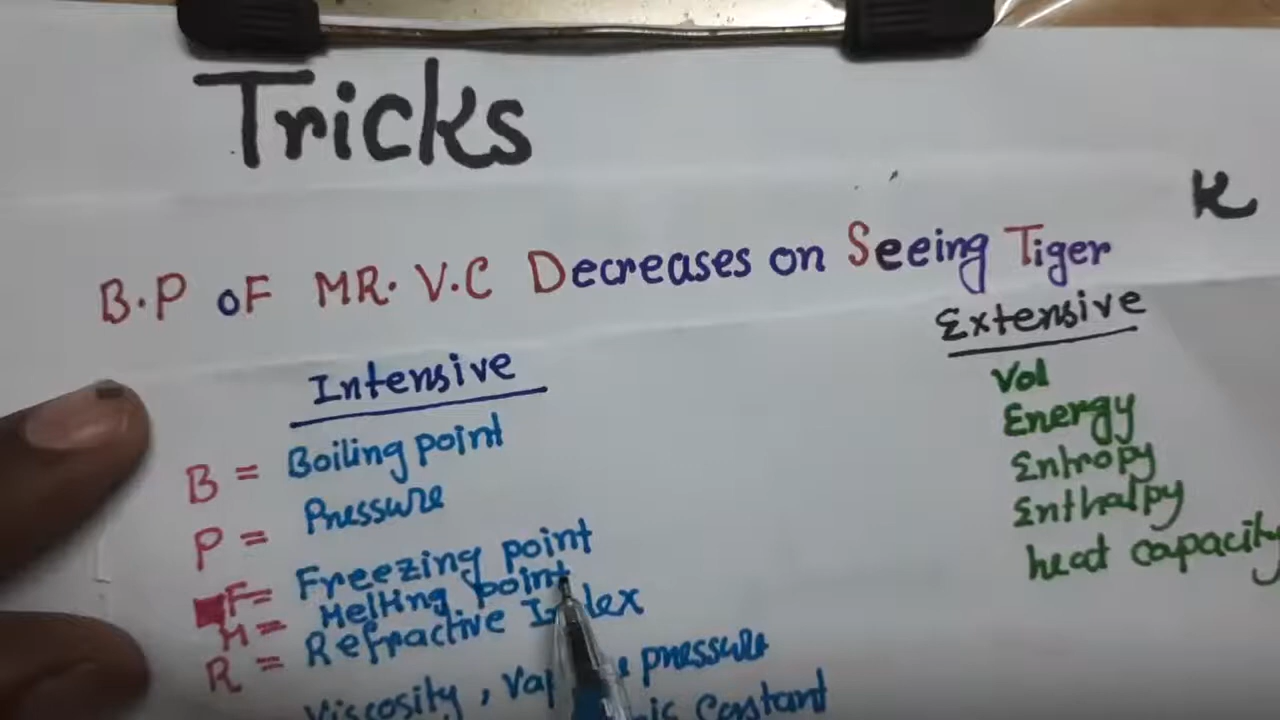 Tricks
K
B.P oF MR. V.C Decreases on Seeing Tiger
Intensive
B = Boiling point
P = Pressure
F= Freezing point
M= Melting point
R = Refractive Index
Viscosity, pressure
Constant
Extensive
Vol
Energy
Entropy
Enthalpy
heat capacity